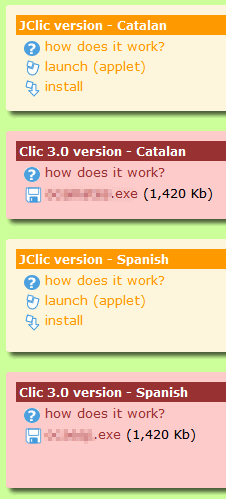 JClic version - Catalan
how does it work?
launch (applet)
install
Clic 3.0 version - Catalan
how does it work?
.exe (1,420 Kb)
JClic version - Spanish
how does it work?
launch (applet)
install
Clic 3.0 version - Spanish
how does it work?
.exe (1,420 Kb)